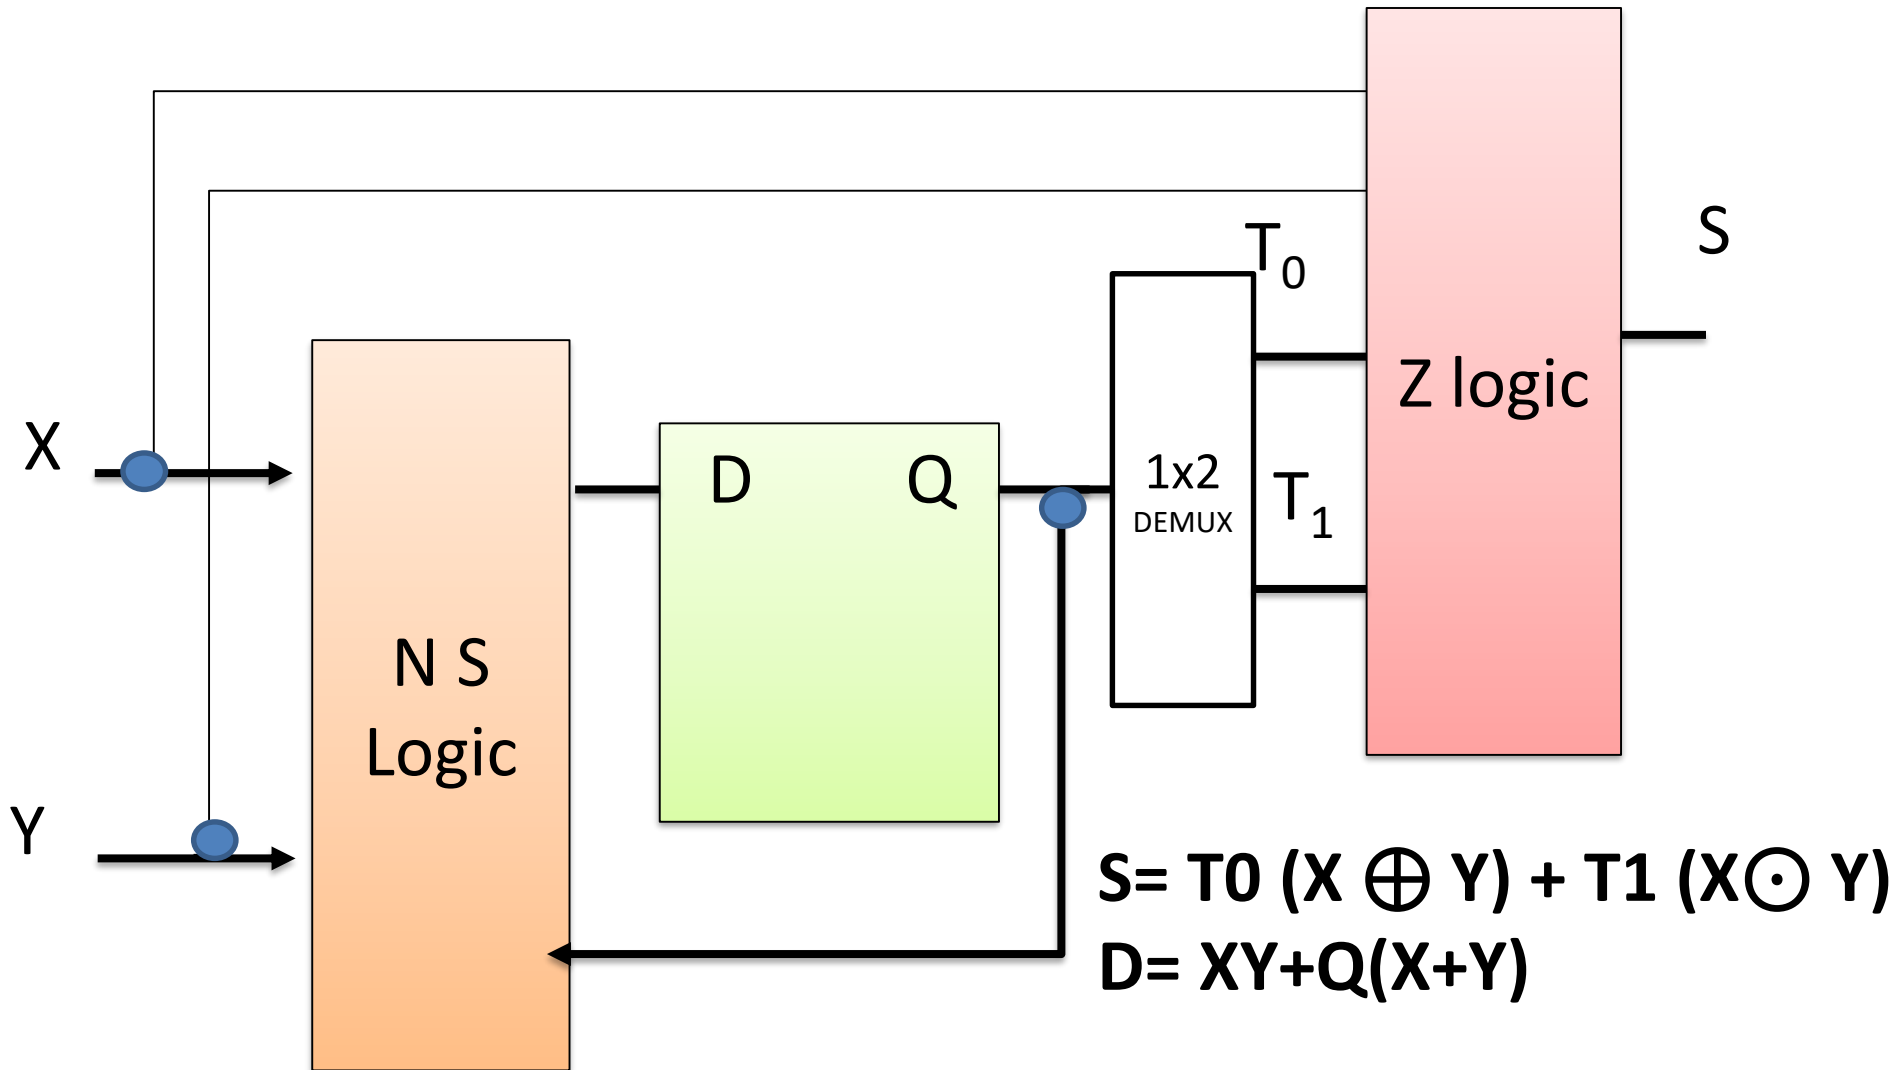 T0
S
Z logic
X
D
Q
1x2
DEMUX
T1
N S
Logic
Y
S= T0 (X ⊕ Y) + T1 (X⊙ Y)
D= XY+Q(X+Y)